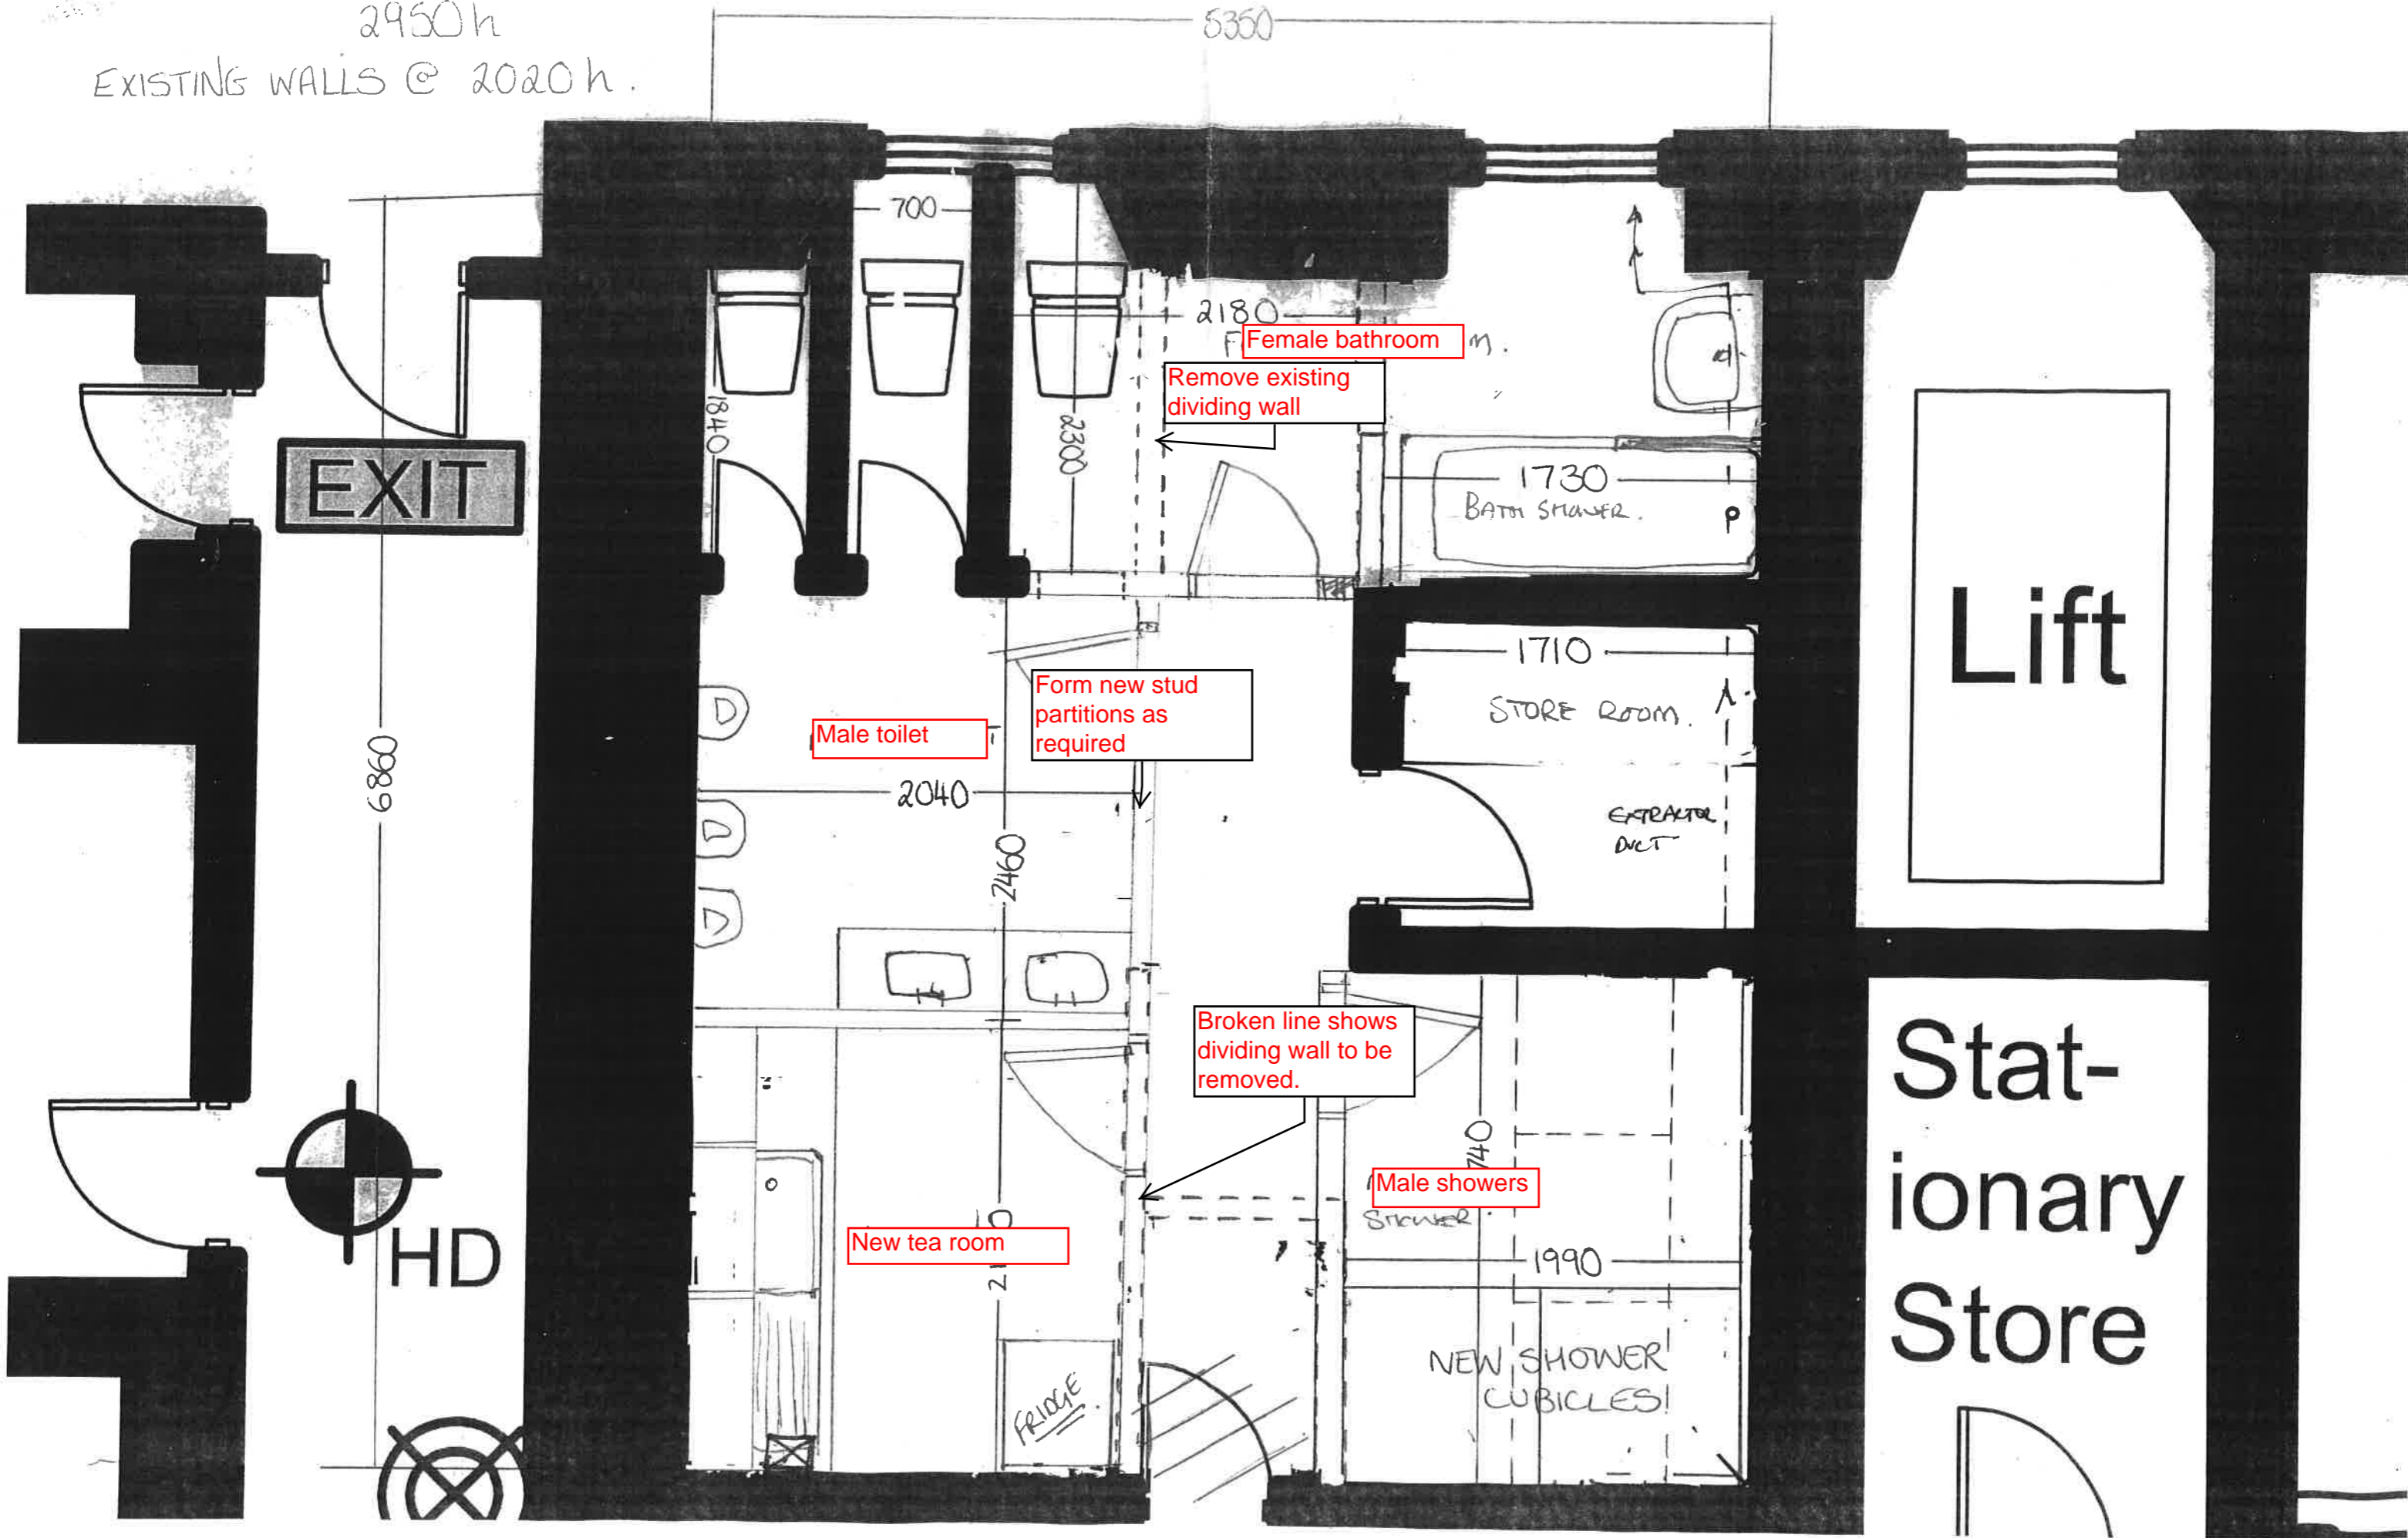 2950h
EXISTING WALLS @ 2020h.
5350
700
2180
Female bathroom
Remove existing
dividing wall
1840
2300
EXIT
1730
BATH SHOWER.
Lift
1710
STORE ROOM.
Form new stud
partitions as
required
Male toilet
6860
2040
2460
EXTRACTOR
DUCT
Broken line shows
dividing wall to be
removed.
Male showers
SHOWER.
New tea room
HD
1990
Stat-
ionary
Store
NEW SHOWER
CUBICLES
FRIDGE.